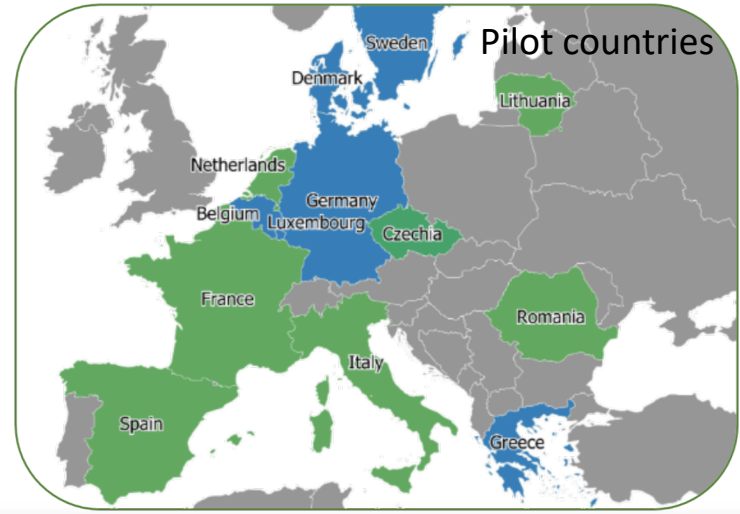 Pilot countries
Sweden
Denmark
Lithuania
Netherlands
Germany
Belgium
Luxembourg
Czechia
France
Romania
Italy
Spain
Greece